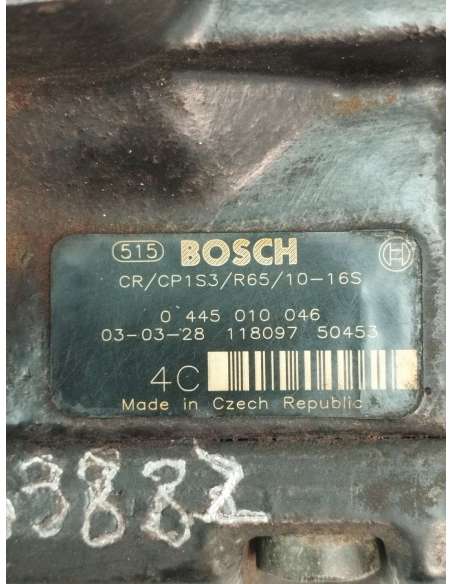 515 BOSCH
CR/CP1S3/R65/10-16S
0 445 010 046
03-03-28 118097 50453
4C
Made in Czech Republic
3882